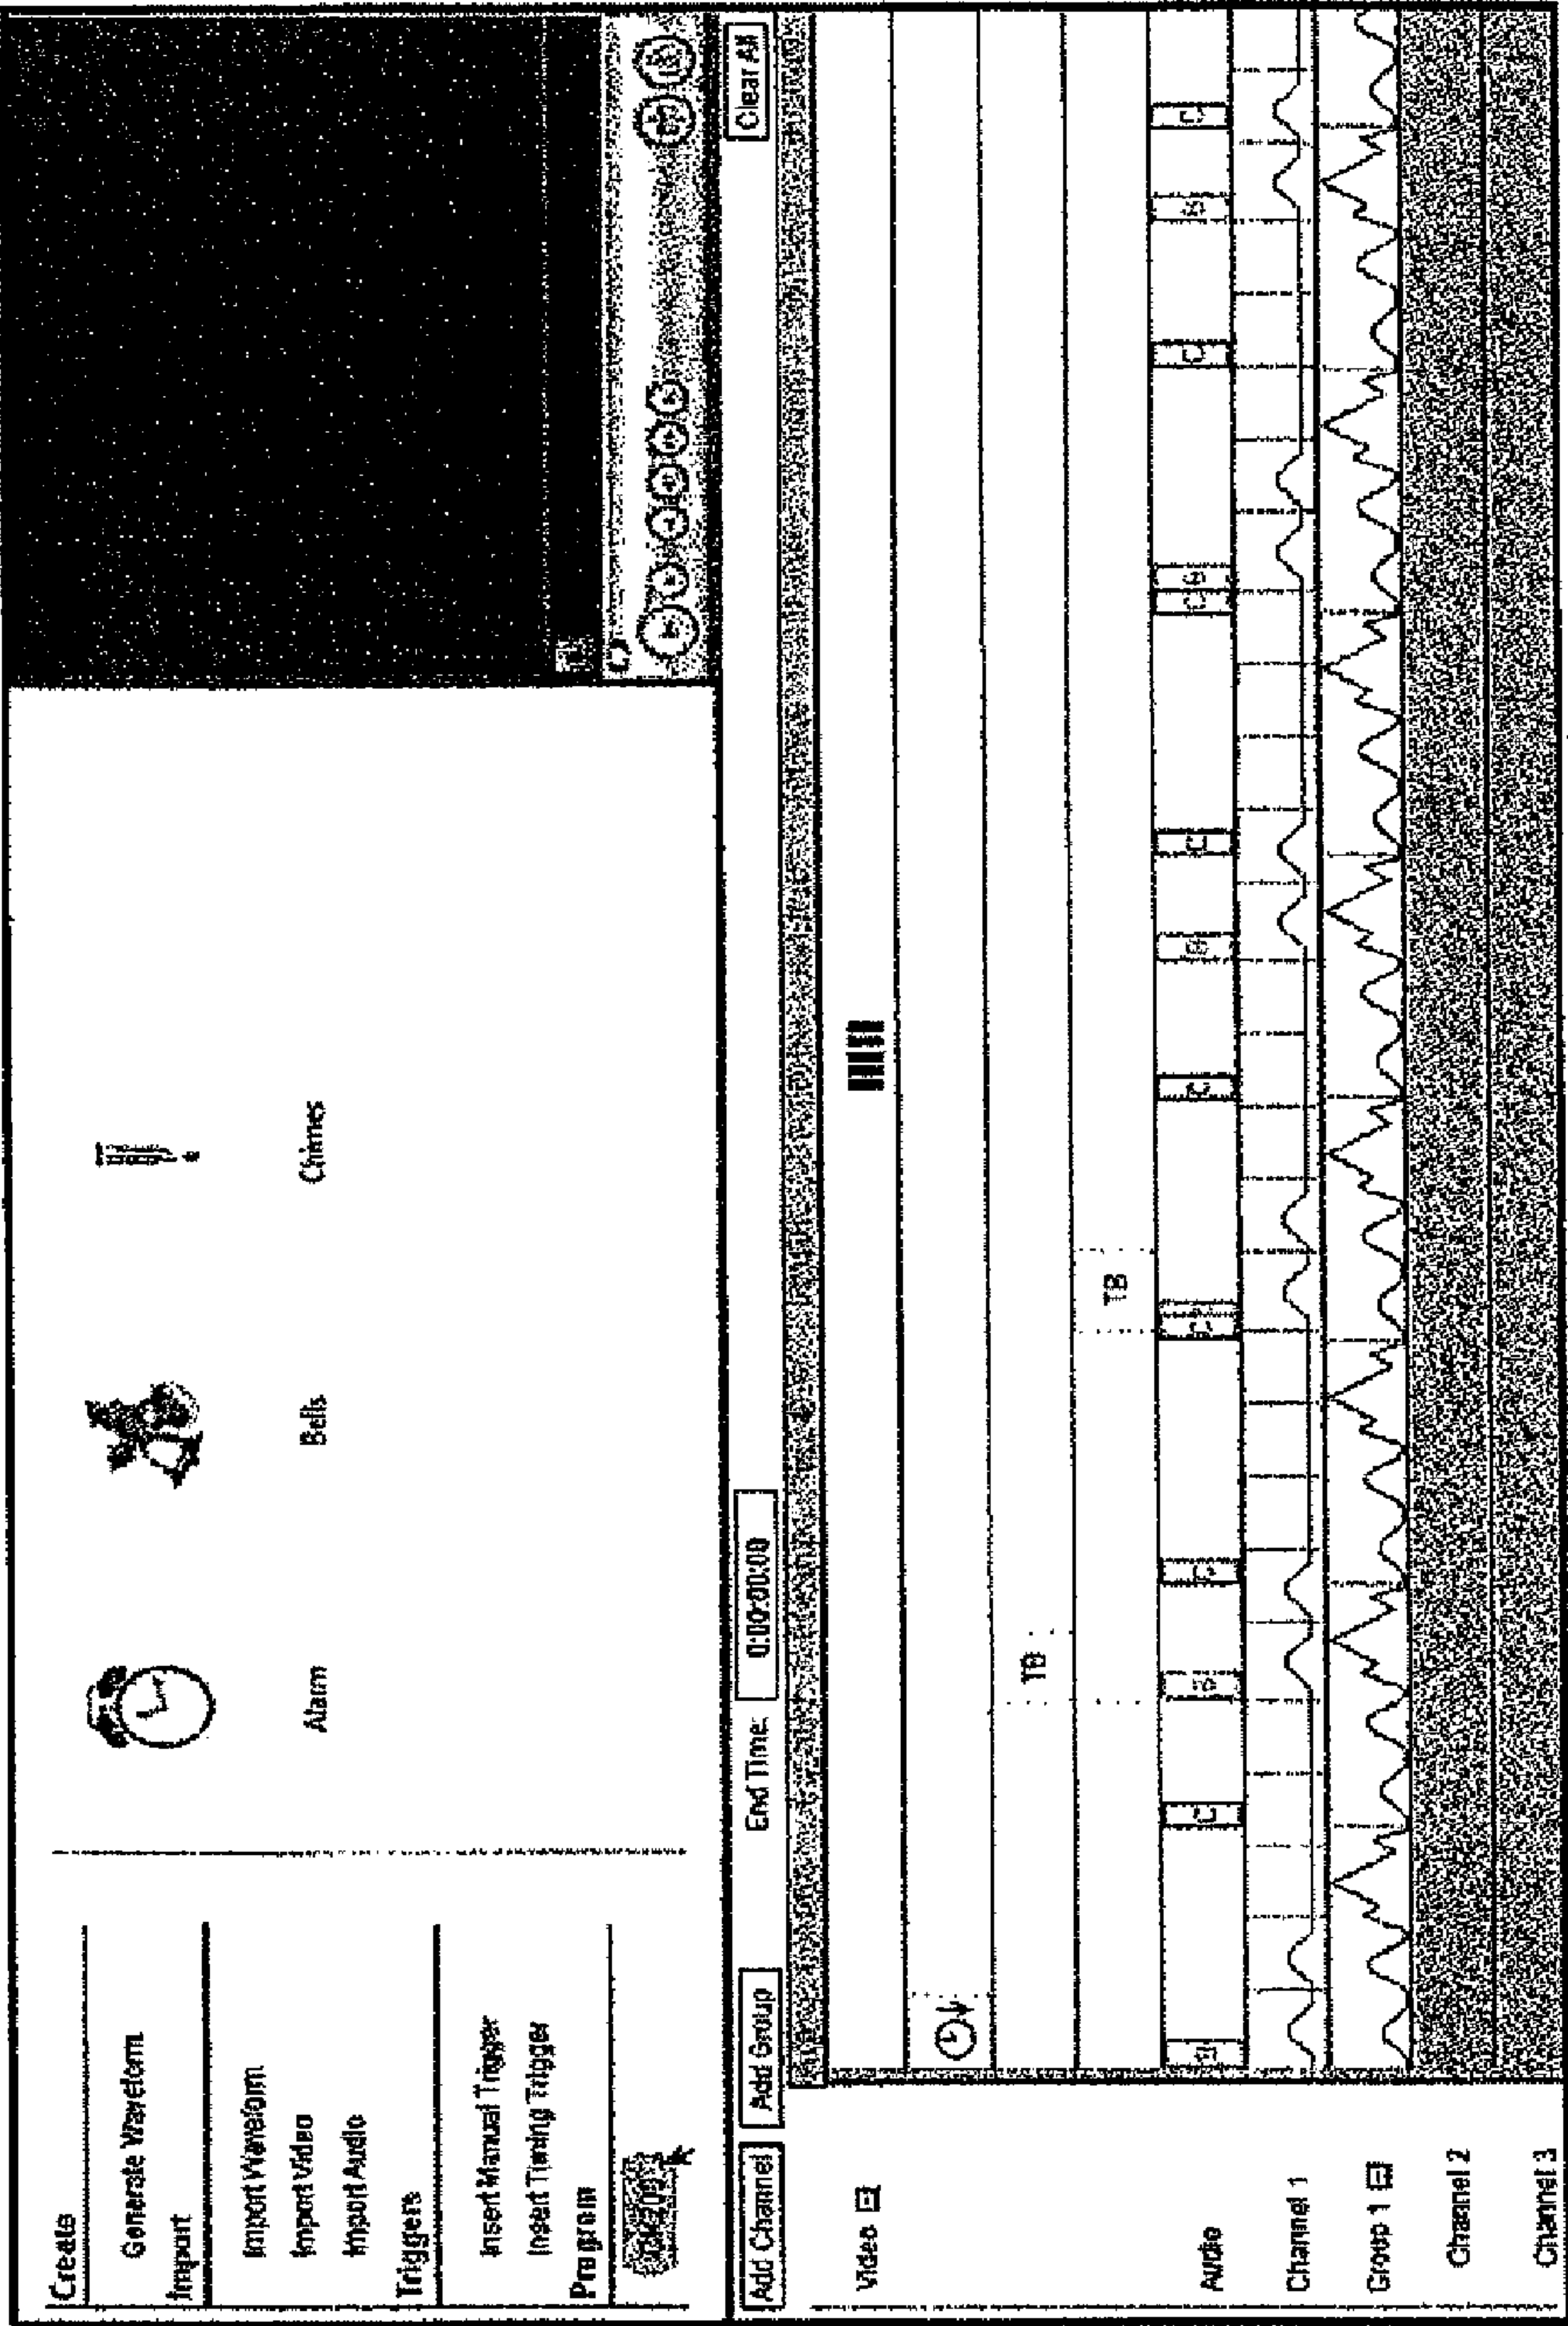 Create
Generate Waveform
Import
Import Waveform
Import Video
Import Audio
Triggers
Insert Manual Trigger
Insert Timing Trigger
Program
Alarm
Bells
Chimes
Add Channel
Add Group
End Time:
0:00:00:00
Clear All
Video
TB
TB
Audio
B C B C C C B C C B C B C
Channel 1
Group 1
Channel 2
Channel 3